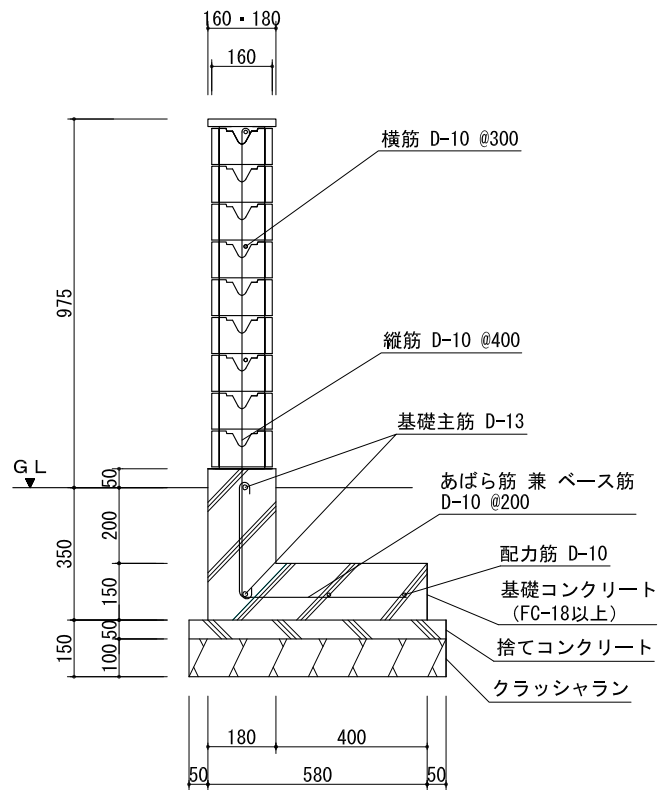 160・180
160
横筋 D-10 @300
975
縦筋 D-10 @400
基礎主筋 D-13
GL
50
あばら筋 兼 ベース筋
D-10 @200
200
350
配力筋 D-10
150
基礎コンクリート
(FC-18以上)
50
捨てコンクリート
150
100
クラッシャラン
180
400
50
580
50